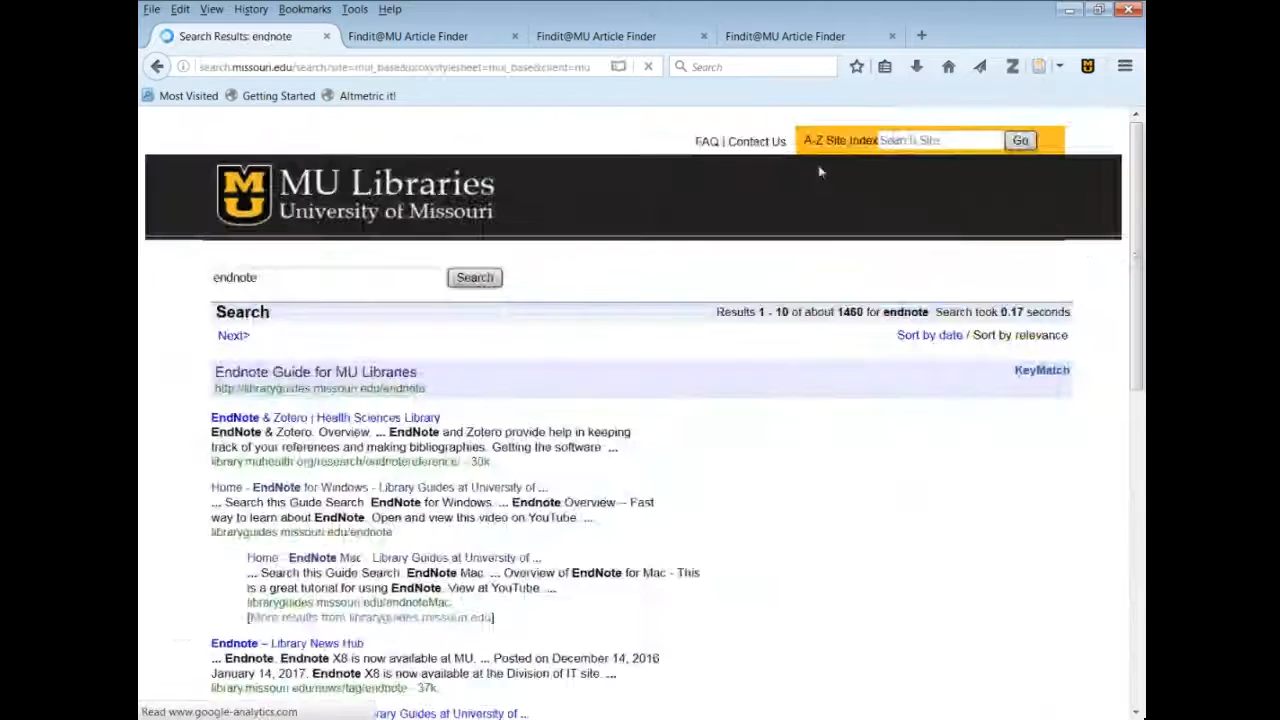 File Edit View History Bookmarks Tools Help
Search Results: endnote × Findit@MU Article Finder × Findit@MU Article Finder × Findit@MU Article Finder × +
search.missouri.edu/search/site= Search
Most Visited Getting Started Altmetric it!
FAQ | Contact Us A-Z Site Index Search Site Go
MU Libraries
University of Missouri
endnote Search
Search Results 1 - 10 of about 1460 for endnote. Search took 0.17 seconds
Next> Sort by date / Sort by relevance
Endnote Guide for MU Libraries KeyMatch
http://libraryguides.missouri.edu/endnote
EndNote & Zotero | Health Sciences Library
EndNote & Zotero. Overview. ... EndNote and Zotero provide help in keeping
track of your references and making bibliographies. Getting the software ...
library.muhealth.org/research/endnotereference/ - 30k
Home - EndNote for Windows - Library Guides at University of ...
... Search this Guide Search. EndNote for Windows. ... Endnote Overview -- Fast
way to learn about EndNote. Open and view this video on YouTube. ...
libraryguides.missouri.edu/endnote
Home - EndNote Mac - Library Guides at University of ...
... Search this Guide Search. EndNote Mac. ... Overview of EndNote for Mac - This
is a great tutorial for using EndNote. View at YouTube. ...
libraryguides.missouri.edu/endnoteMac
[More results from libraryguides.missouri.edu]
Endnote – Library News Hub
... Endnote. Endnote X8 is now available at MU. ... Posted on December 14, 2016
January 14, 2017. Endnote X8 is now available at the Division of IT site. ...
library.missouri.edu/news/tag/endnote - 37k
Read www.google-analytics.com
rary Guides at University of ...